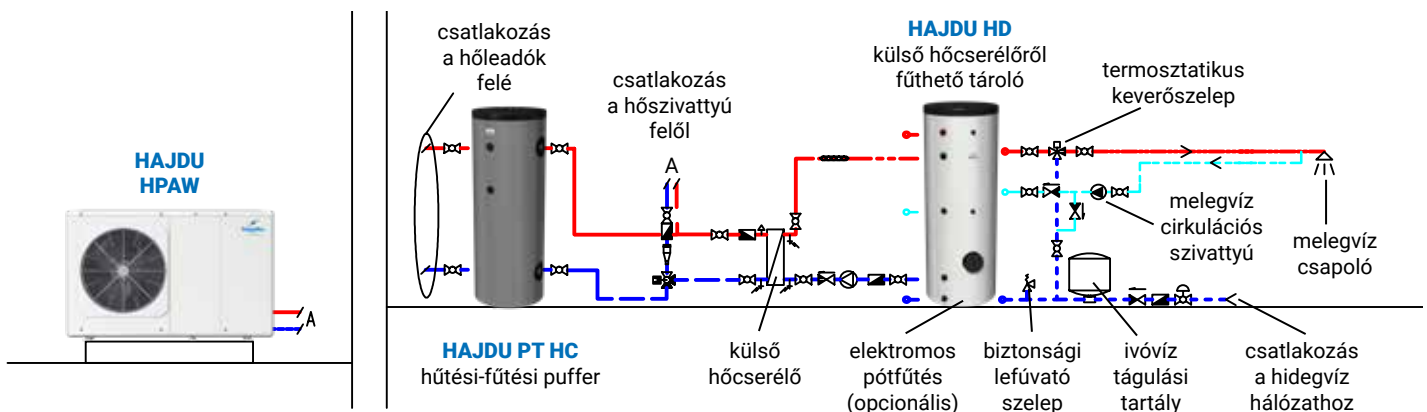 HAJDU
HPAW
A
csatlakozás
a hőleadók
felé
csatlakozás
a hőszivattyú
felől
A
HAJDU HD
külső hőcserélőről
fűthető tároló
termosztatikus
keverőszelep
melegvíz
cirkulációs
szivattyú
melegvíz
csapoló
HAJDU PT HC
hűtési-fűtési puffer
külső
hőcserélő
elektromos
pótfűtés
(opcionális)
biztonsági
lefúvató
szelep
ivóvíz
tágulási
tartály
csatlakozás
a hidegvíz
hálózathoz